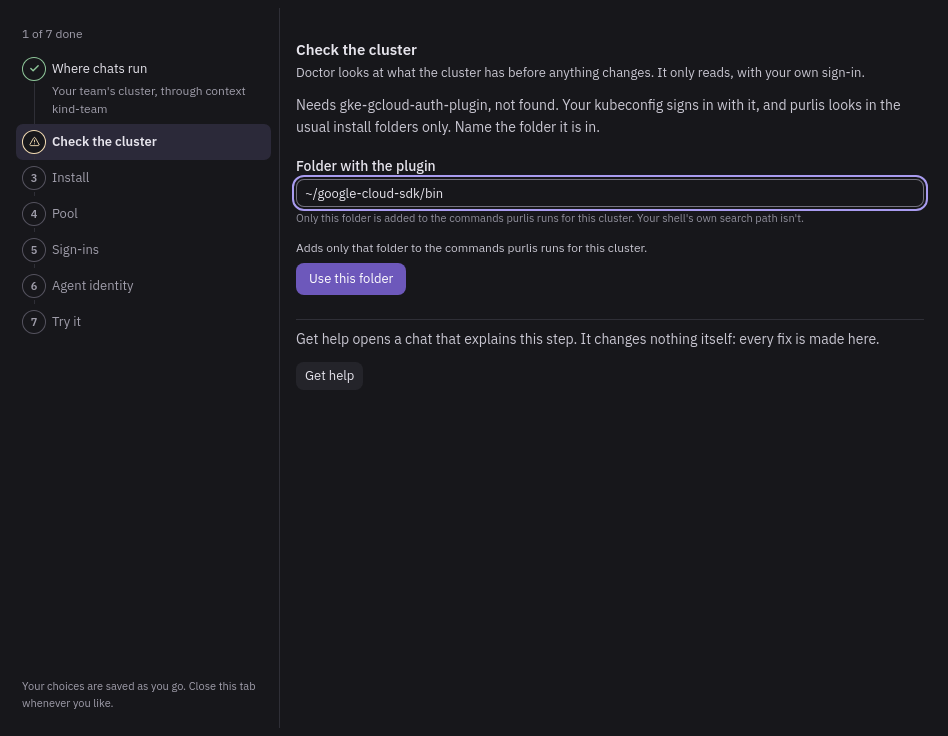 1 of 7 done
Where chats run
Your team's cluster, through context
kind-team
Check the cluster
3 Install
4 Pool
5 Sign-ins
6 Agent identity
7 Try it
Your choices are saved as you go. Close this tab
whenever you like.
Check the cluster
Doctor looks at what the cluster has before anything changes. It only reads, with your own sign-in.
Needs gke-gcloud-auth-plugin, not found. Your kubeconfig signs in with it, and purlis looks in the
usual install folders only. Name the folder it is in.
Folder with the plugin
~/google-cloud-sdk/bin
Only this folder is added to the commands purlis runs for this cluster. Your shell's own search path isn't.
Adds only that folder to the commands purlis runs for this cluster.
Use this folder
Get help opens a chat that explains this step. It changes nothing itself: every fix is made here.
Get help